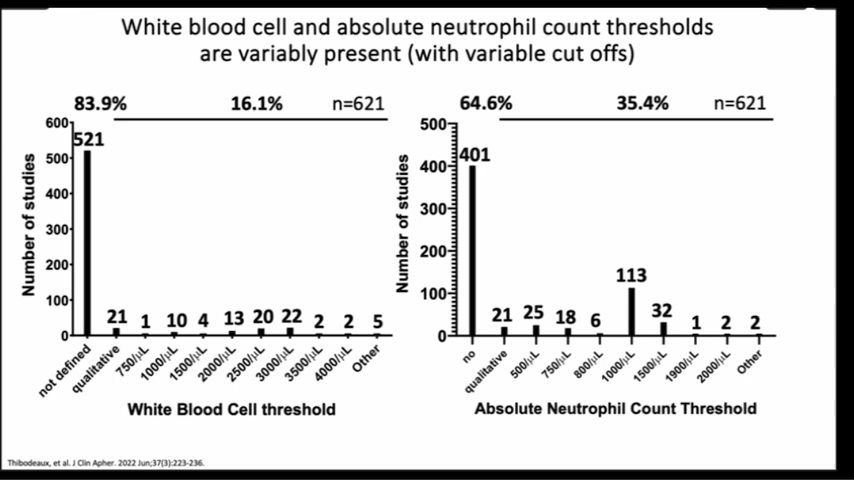 White blood cell and absolute neutrophil count thresholds
are variably present (with variable cut offs)
83.9% 16.1% n=621
600
500
400
300
200
100
0
Number of studies
521
21
1
10
4
13
20
22
2
2
5
not defined
qualitative
750/μL
1000/μL
1500/μL
2000/μL
2500/μL
3000/μL
3500/μL
4000/μL
Other
White Blood Cell threshold
64.6% 35.4% n=621
500
400
300
200
100
0
Number of studies
401
21
25
18
6
113
32
1
2
2
no
qualitative
500/μL
750/μL
800/μL
1000/μL
1500/μL
1900/μL
2000/μL
Other
Absolute Neutrophil Count Threshold
Thibodeaux, et al. J Clin Apher. 2022 Jun;37(3):223-236.